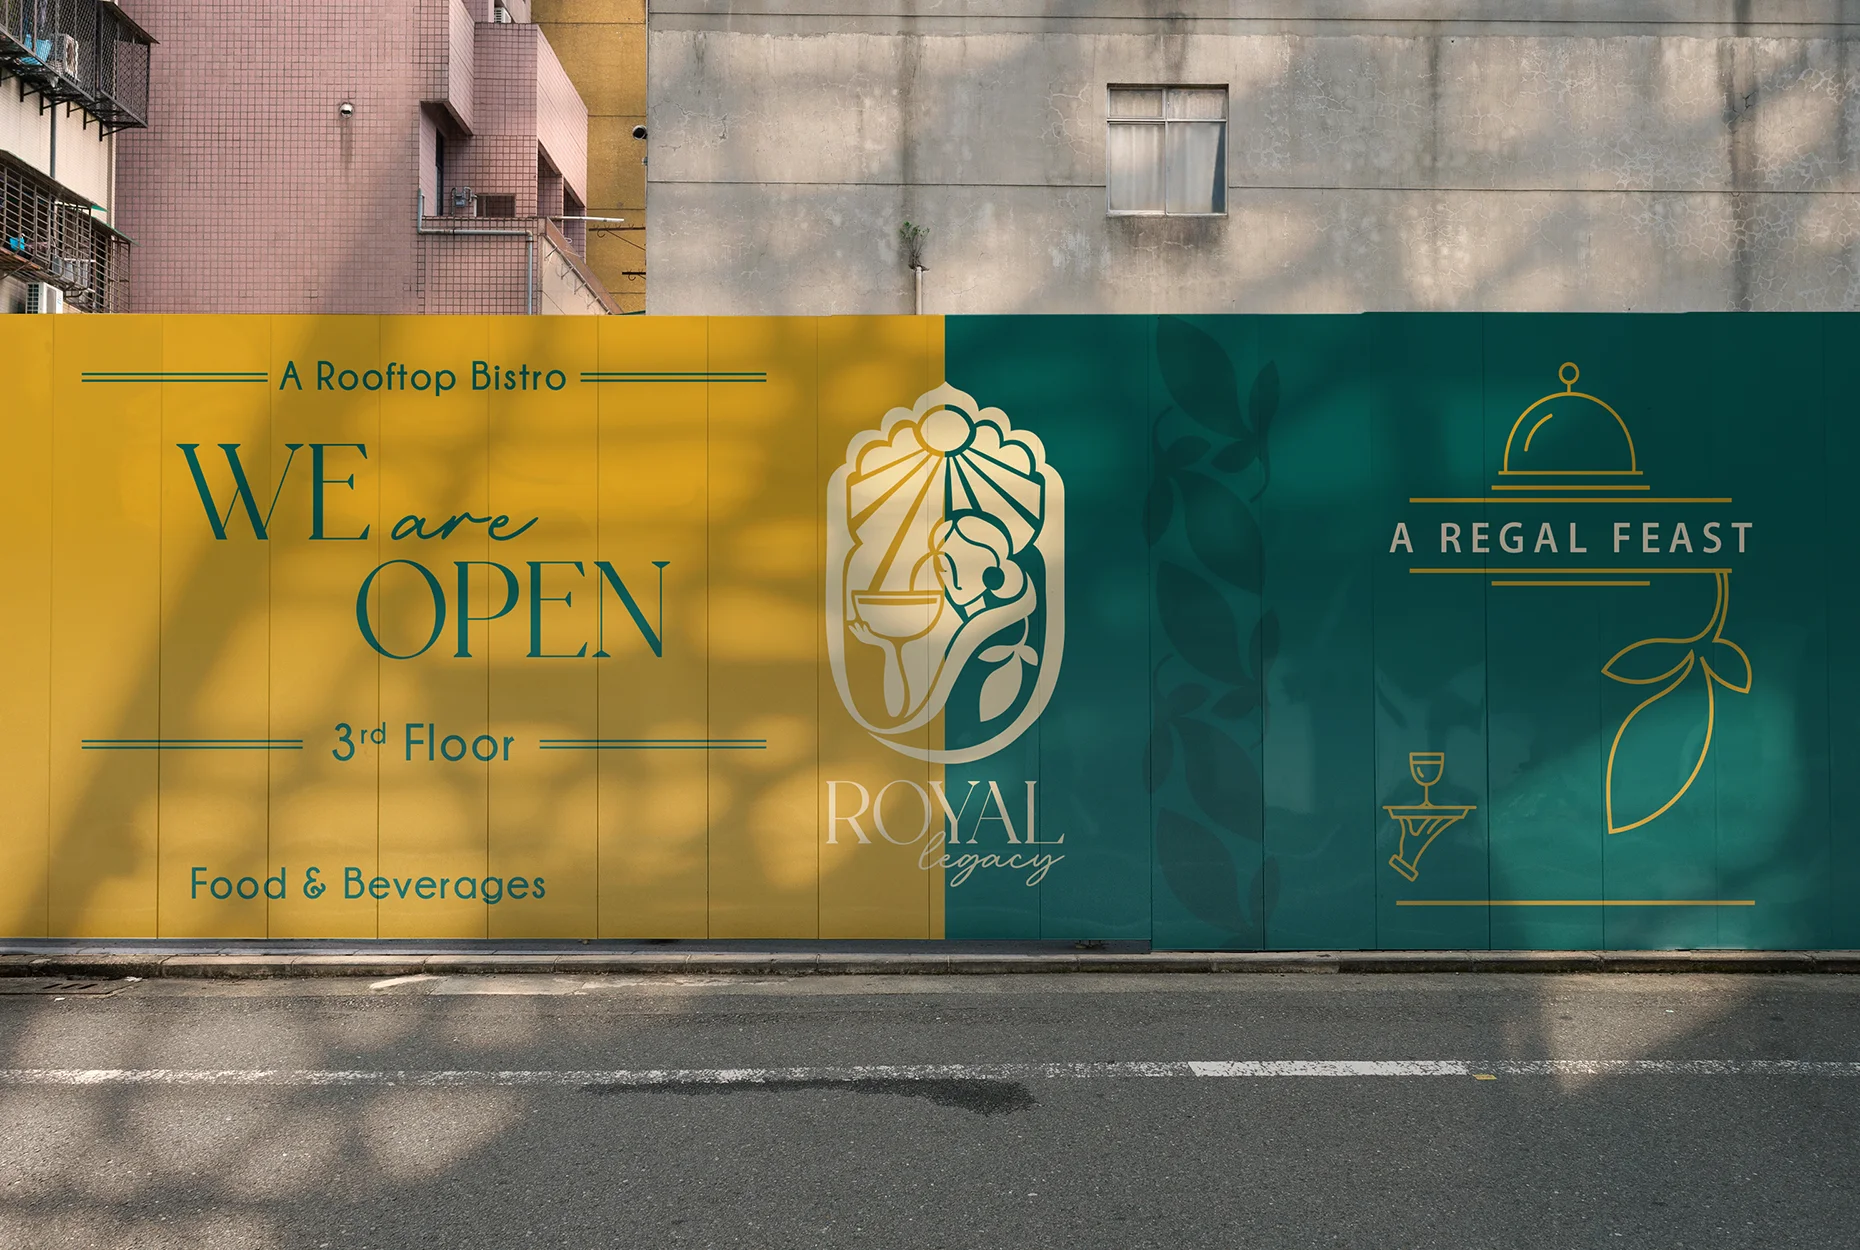 A Rooftop Bistro
WE are
OPEN
3rd Floor
Food & Beverages
ROYAL
legacy
A REGAL FEAST